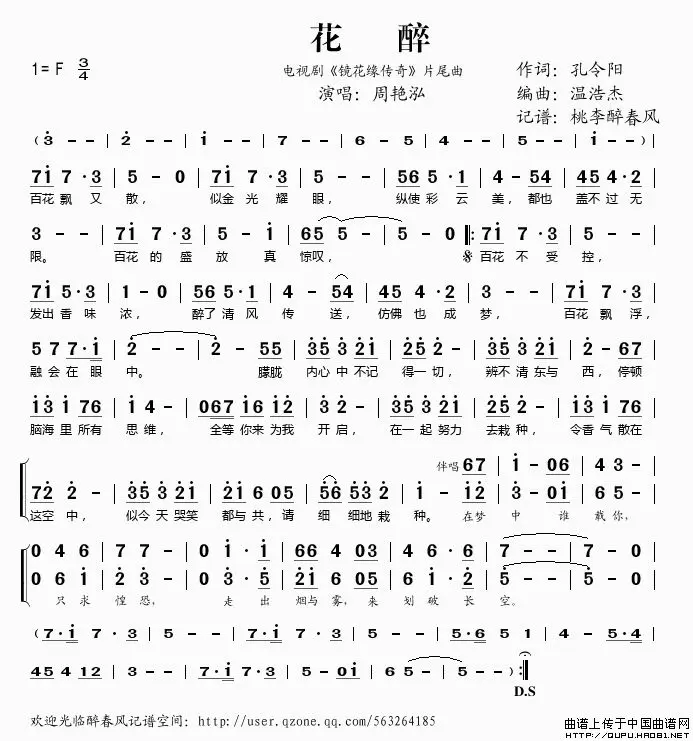 花 醉
1= F 3/4
电视剧《镜花缘传奇》片尾曲
演唱：周艳泓
作词：孔令阳
编曲：温浩杰
记谱：桃李醉春风
( 3 - - | 2 - - | i - - | 7 - - | 6 - - | 5 - - | 4 - - | 5 - - )
7i 7 · 3 | 5 - 0 | 7i 7 · 3 | 5 - - | 56 5 · 1 | 4 - 54 | 45 5 · 4 |
百花 飘 又 散， 似金 光 耀 眼， 纵使 彩 云 美，都也 盖不 过 无
3 - - | 7i 7 · 3 | 5 - i | 65 5 - | 5 - 0 ‖: 7i 7 · 3 | 5 - - |
限。 百花 的 盛 放 真 惊叹， 𝄋 百花 不 受 控，
7i 5 · 3 | 1 - 0 | 56 5 · 1 | 4 - 54 | 45 4 · 2 | 3 - - | 7i 7 · 3 |
发出 香 味 浓， 醉了 清 风 传 送， 仿佛 也 成 梦， 百花 飘 浮，
5 7 7 · i | 2 - - | 2 - 55 | 35 3 21 | 25 2 - | 35 3 21 | 2 - 67 |
融 会 在 眼 中。 朦胧 内心 中 不记 得一 切， 辨不 清 东与 西，停顿
i3 i 76 | i 4 - | 067 i6 i2 | 3 2 - | 35 3 21 | 25 2 - | i3 i 76 |
脑海 里 所有 思 维， 全等 你来 为我 开 启， 在一 起 努力 去栽 种， 令香 气 散在
伴唱 67 | i - 06 | 4 3 - |
72 2 - | 35 3 21 | 72 6 05 | 56 53 2 | 1 - i2 | 3 - 0i | 6 5 - |
这空 中， 似今 天 哭笑 都与 共，请 细 细地 栽 种。 在梦 中 谁 载 你，
0 4 6 | 7 7 - | 0 i · i | 66 4 03 | 4 6 · 6 | 7 - - | 7 - - |
0 6 i | 2 3 - | 0 3 · 5 | 2i 6 05 | 6 i · 2 | 5 - - | 5 - 0 |
只 求 惶 恐， 走 出 烟与 雾，来 划 破 长 空。
( 7 · i 7 · 3 | 5 - - | 7 · i 7 · 3 | 5 - - | 5 · 6 5 1 | 4 - 5 · 4 |
45 4 12 | 3 - - | 7 · i 7 · 3 | 5 - 0i | 6 5 - | 5 - - ) :‖
D.S
欢迎光临醉春风记谱空间：http://user.qzone.qq.com/563264185
曲谱上传于中国曲谱网
HTTP://QUPU.HAO81.NET